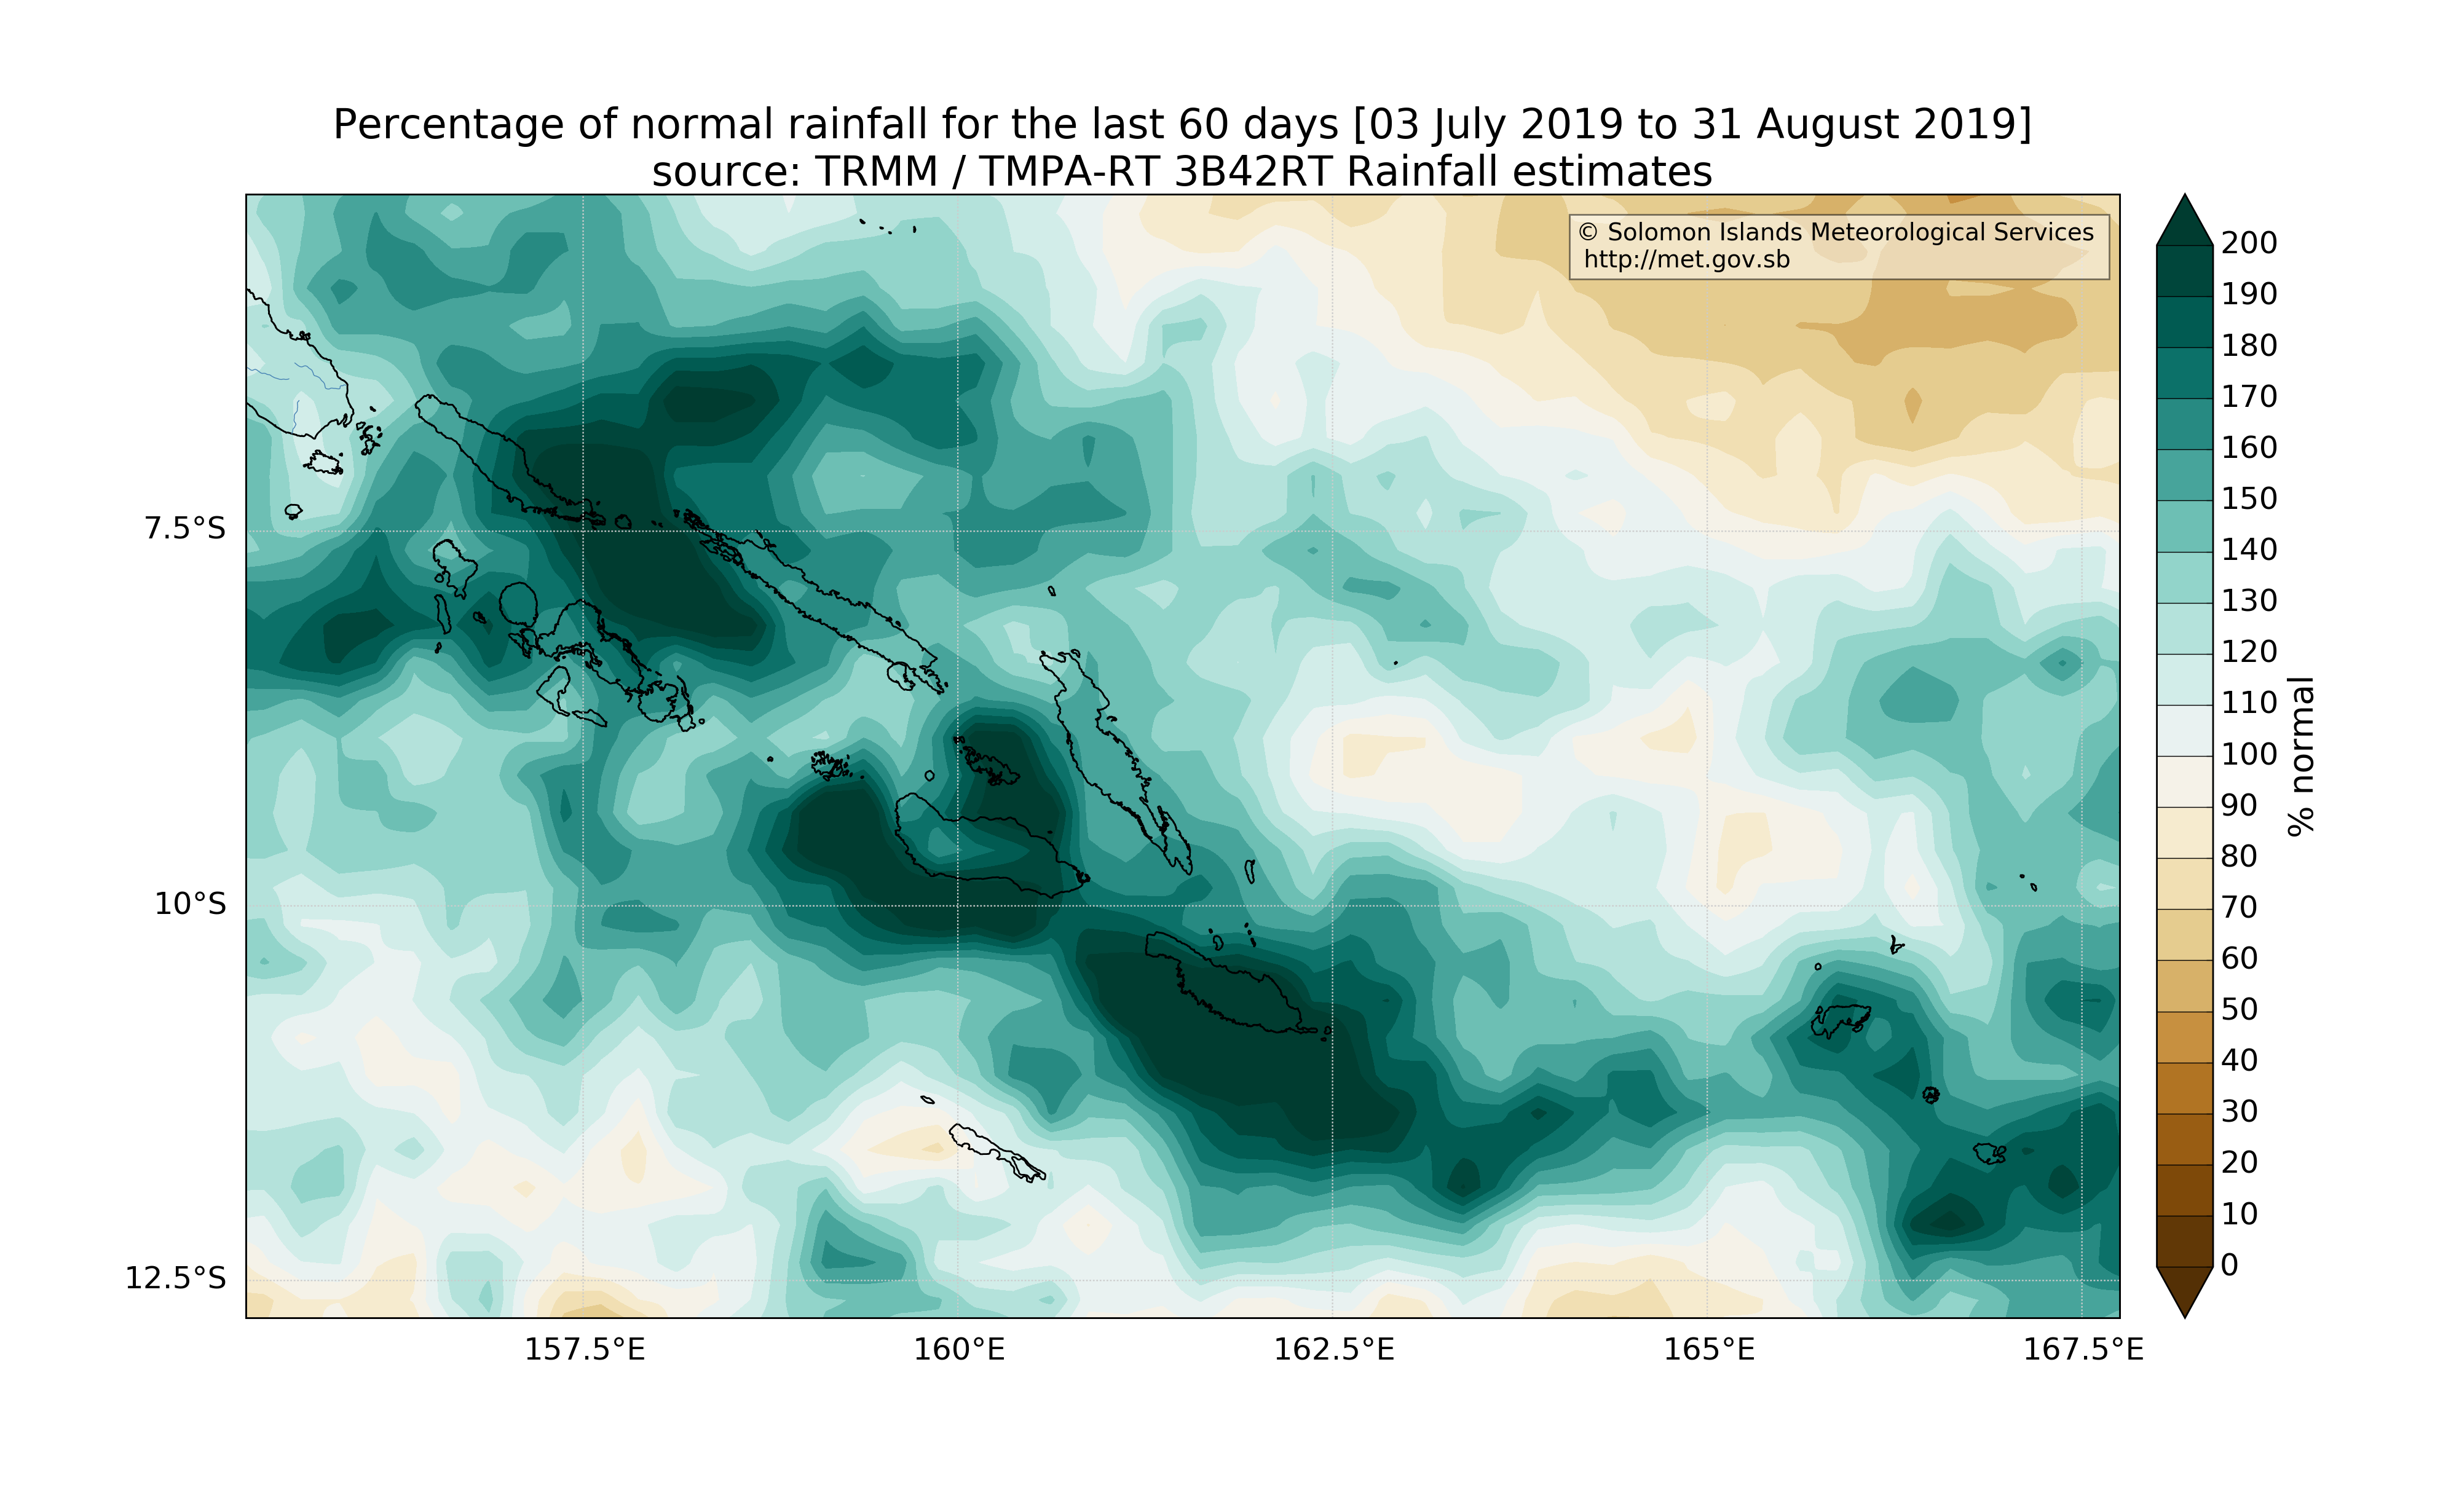 Percentage of normal rainfall for the last 60 days [03 July 2019 to 31 August 2019]
source: TRMM / TMPA-RT 3B42RT Rainfall estimates
© Solomon Islands Meteorological Services
http://met.gov.sb
7.5°S
10°S
12.5°S
157.5°E
160°E
162.5°E
165°E
167.5°E
200
190
180
170
160
150
140
130
120
110
100
90
80
70
60
50
40
30
20
10
0
% normal